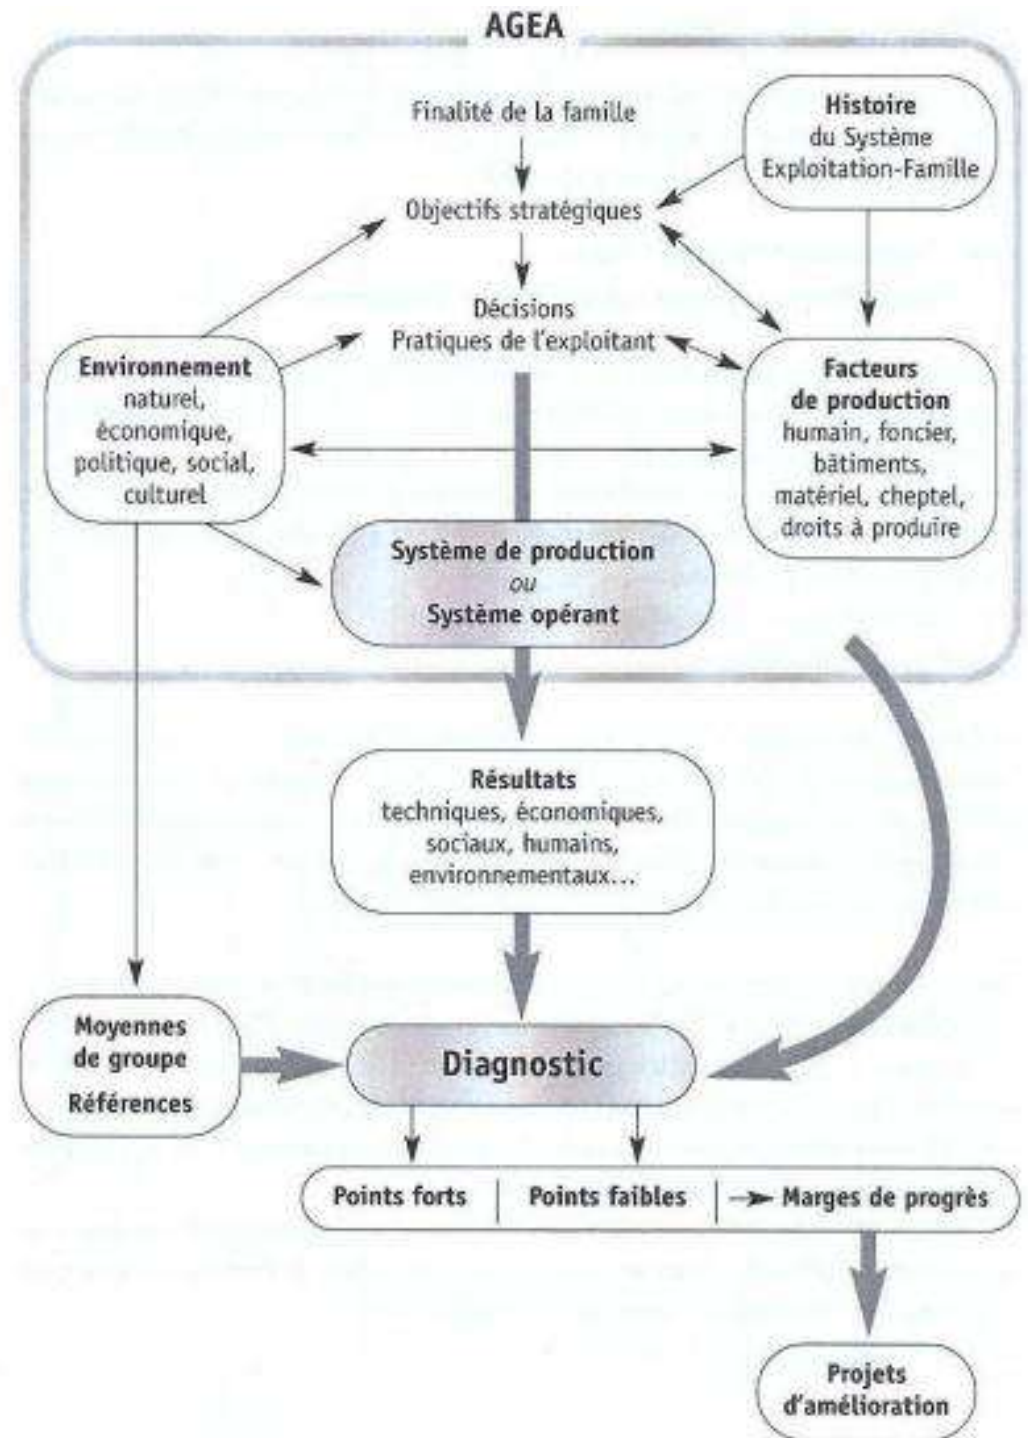 AGEA
Finalité de la famille
Histoire
du Système
Exploitation-Famille
Objectifs stratégiques
Décisions
Pratiques de l'exploitant
Environnement
naturel,
économique,
politique, social,
culturel
Facteurs
de production
humain, foncier,
bâtiments,
matériel, cheptel,
droits à produire
Système de production
ou
Système opérant
Résultats
techniques, économiques,
sociaux, humains,
environnementaux...
Moyennes
de groupe
Références
Diagnostic
Points forts
Points faibles
Marges de progrès
Projets
d'amélioration